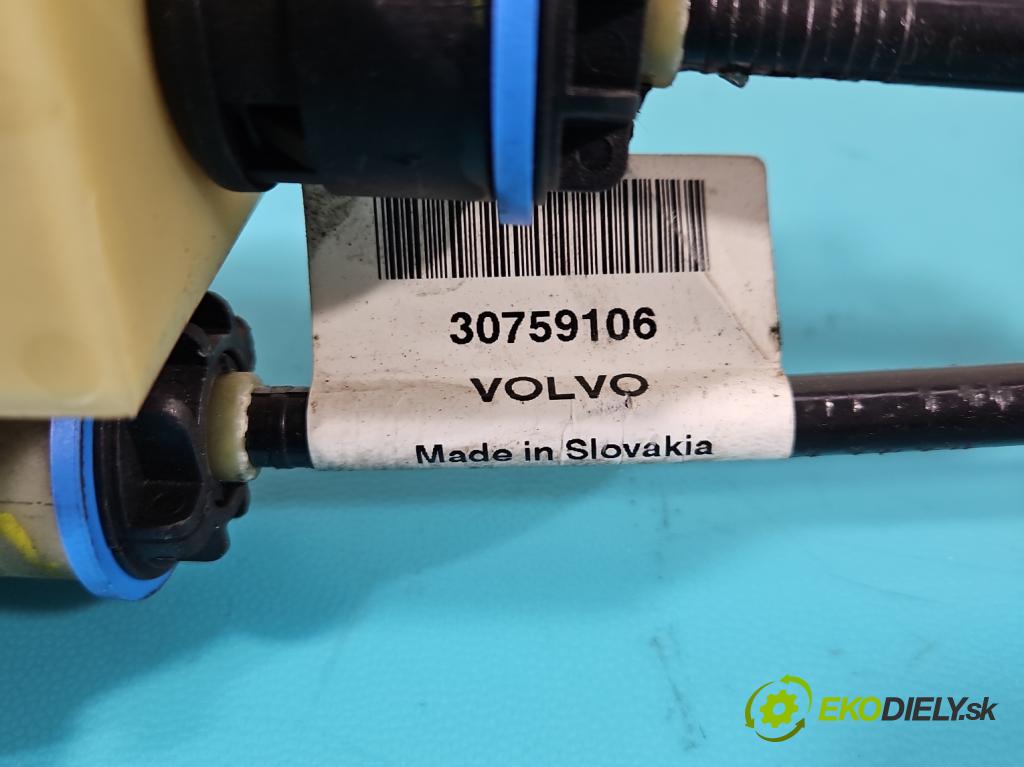 30759106
VOLVO
Made in Slovakia
EKODIELY.sk